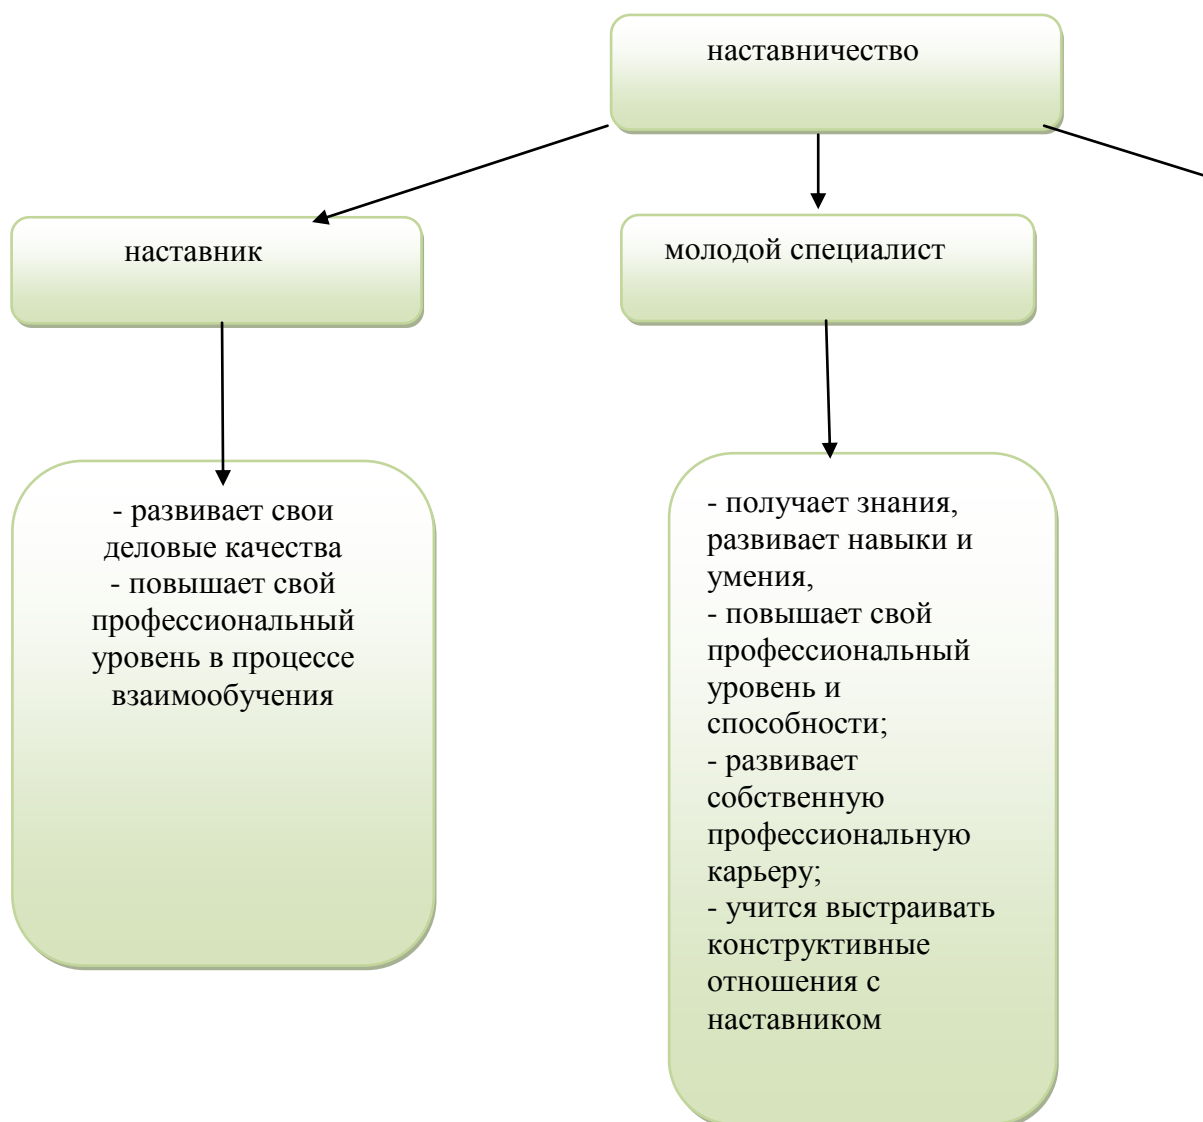 наставничество
наставник
молодой специалист
- развивает свои
деловые качества
- повышает свой
профессиональный
уровень в процессе
взаимообучения
- получает знания,
развивает навыки и
умения,
- повышает свой
профессиональный
уровень и
способности;
- развивает
собственную
профессиональную
карьеру;
- учится выстраивать
конструктивные
отношения с
наставником